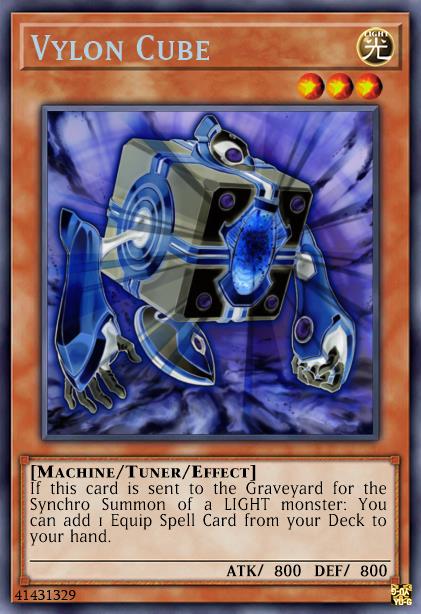 Vylon Cube
LIGHT
光
[Machine/Tuner/Effect]
If this card is sent to the Graveyard for the
Synchro Summon of a LIGHT monster: You
can add 1 Equip Spell Card from your Deck to
your hand.
ATK/ 800 DEF/ 800
41431329